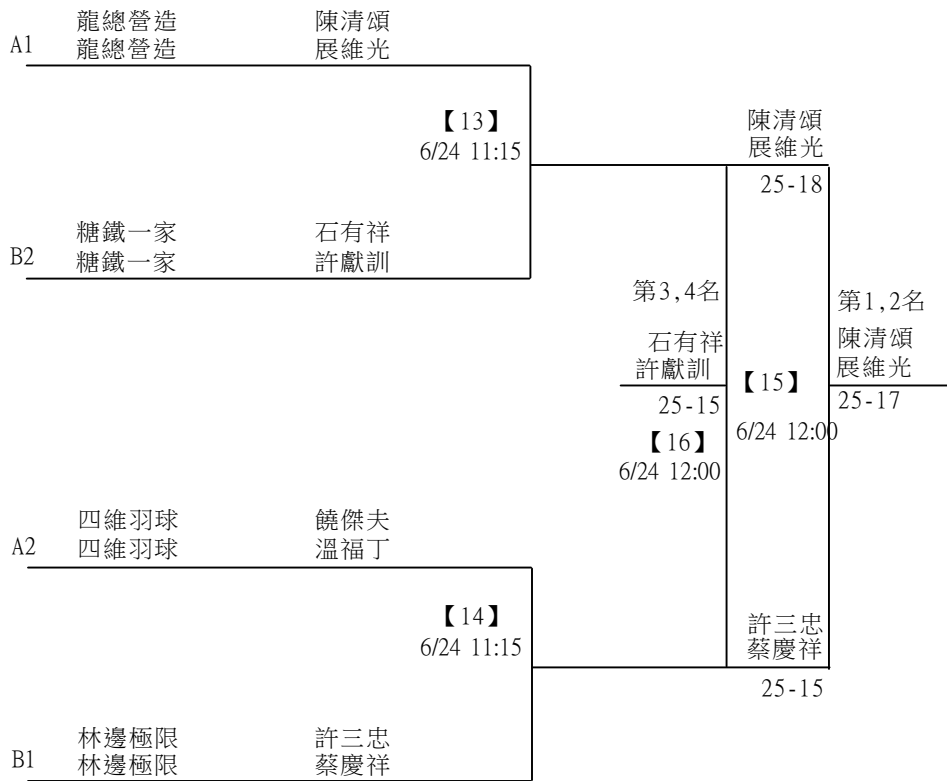 龍總營造 陳清頌
A1 龍總營造 展維光
【13】
6/24 11:15
陳清頌
展維光
25-18
糖鐵一家 石有祥
B2 糖鐵一家 許獻訓
第3,4名
第1,2名
石有祥
許獻訓
25-15
【16】
6/24 12:00
【15】
6/24 12:00
陳清頌
展維光
25-17
四維羽球 饒傑夫
A2 四維羽球 溫福丁
【14】
6/24 11:15
許三忠
蔡慶祥
25-15
林邊極限 許三忠
B1 林邊極限 蔡慶祥